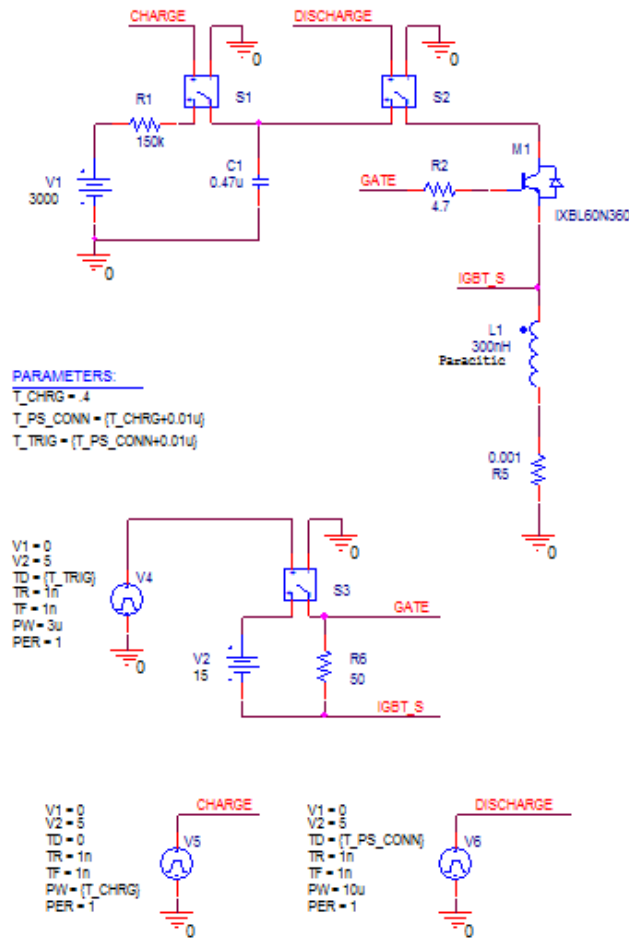 CHARGE
DISCHARGE
0
0
R1
150k
S1
S2
M1
V1
3000
C1
0.47u
GATE
R2
4.7
IXBL60N360
0
IGBT_S
L1
300nH
Paracitic
PARAMETERS:
T_CHRG = .4
T_PS_CONN = {T_CHRG+0.01u}
T_TRIG = {T_PS_CONN+0.01u}
0.001
R5
0
V1 = 0
V2 = 5
TD = {T_TRIG}
TR = 1n
TF = 1n
PW = 3u
PER = 1
V4
0
0
S3
GATE
V2
15
R6
50
IGBT_S
V1 = 0
V2 = 5
TD = 0
TR = 1n
TF = 1n
PW = {T_CHRG}
PER = 1
CHARGE
V5
0
V1 = 0
V2 = 5
TD = {T_PS_CONN}
TR = 1n
TF = 1n
PW = 10u
PER = 1
DISCHARGE
V6
0